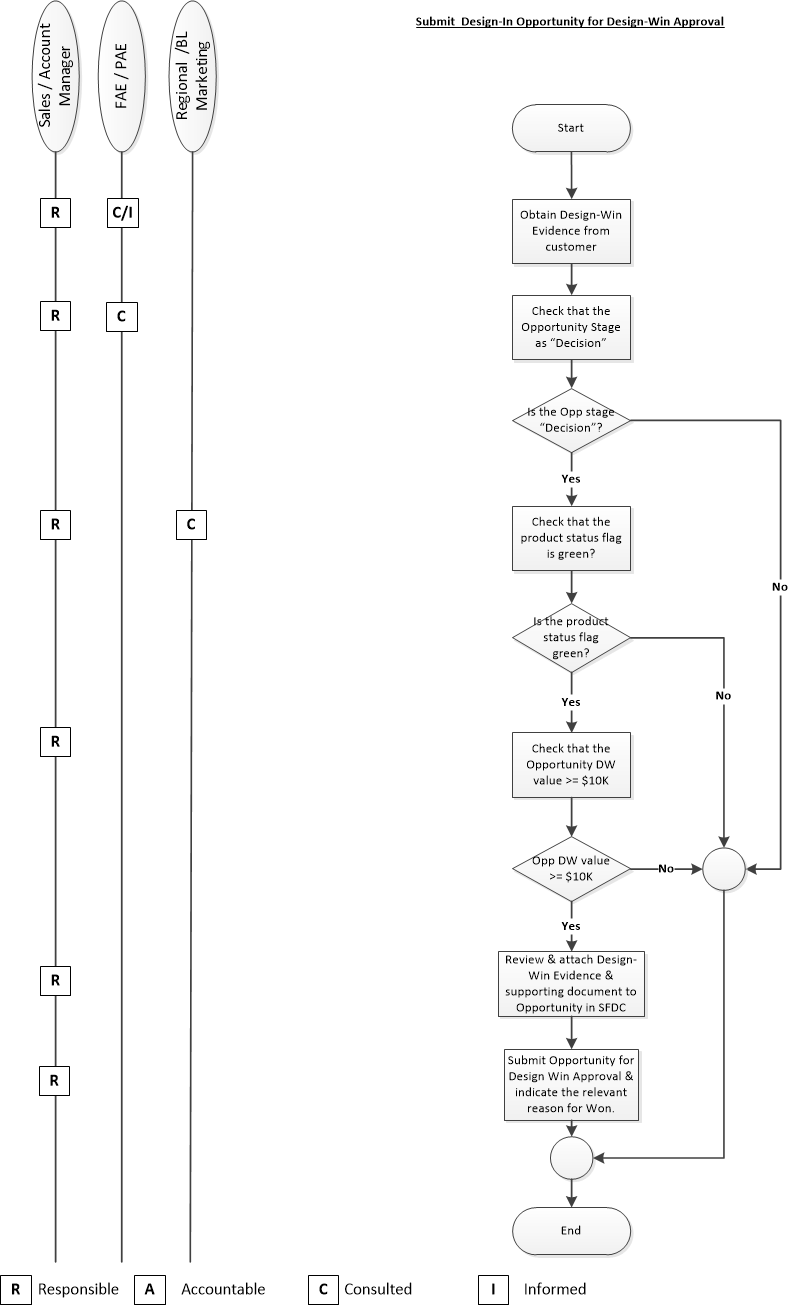 Submit Design-In Opportunity for Design-Win Approval
Sales / Account
Manager
FAE / PAE
Regional /BL
Marketing
Start
R
C/I
Obtain Design-Win
Evidence from
customer
R
C
Check that the
Opportunity Stage
as “Decision”
Is the Opp stage
“Decision”?
Yes
No
R
C
Check that the
product status flag
is green?
Is the product
status flag
green?
Yes
No
R
Check that the
Opportunity DW
value >= $10K
Opp DW value
>= $10K
No
Yes
R
Review & attach Design-
Win Evidence &
supporting document to
Opportunity in SFDC
R
Submit Opportunity for
Design Win Approval &
indicate the relevant
reason for Won.
End
R Responsible A Accountable C Consulted I Informed